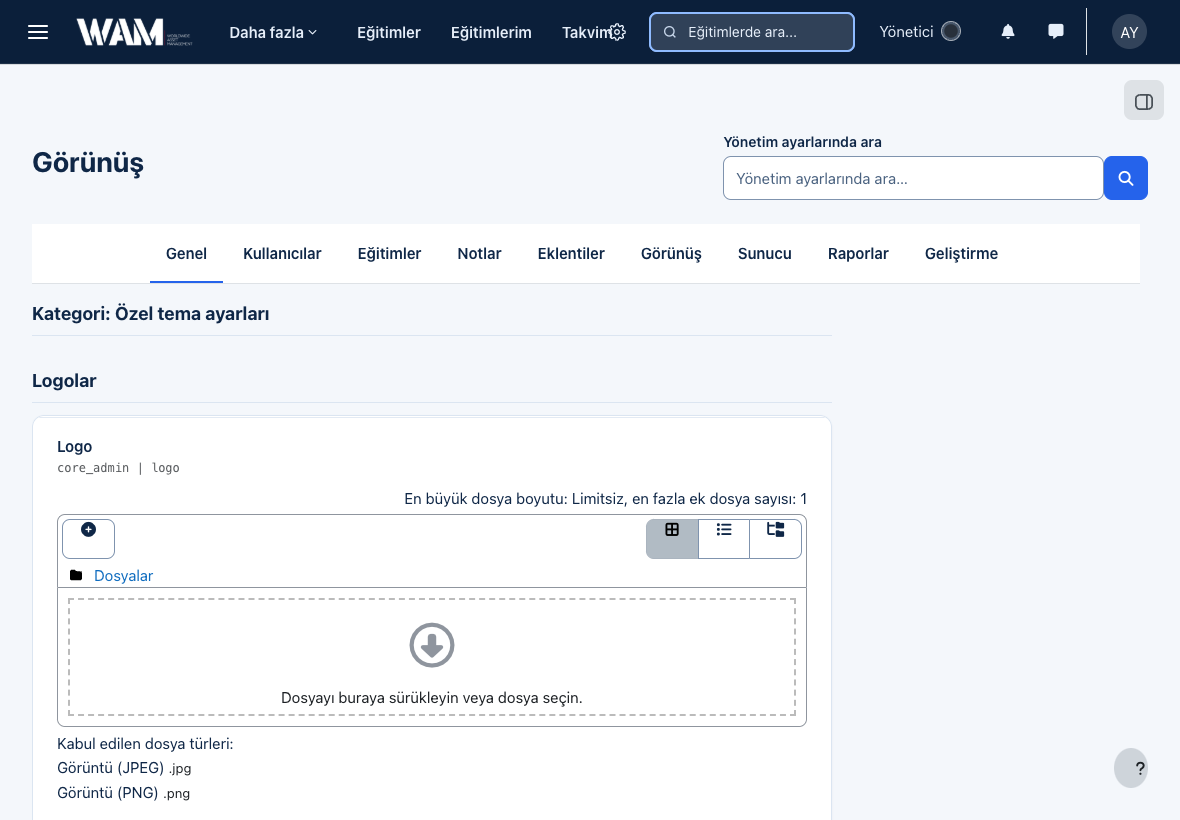 WAM WORLDWIDE ASSET MANAGEMENT
Daha fazla
Eğitimler
Eğitimlerim
Takvim
Eğitimlerde ara...
Yönetici
AY
Görünüş
Yönetim ayarlarında ara
Yönetim ayarlarında ara...
Genel
Kullanıcılar
Eğitimler
Notlar
Eklentiler
Görünüş
Sunucu
Raporlar
Geliştirme
Kategori: Özel tema ayarları
Logolar
Logo
core_admin | logo
En büyük dosya boyutu: Limitsiz, en fazla ek dosya sayısı: 1
Dosyalar
Dosyayı buraya sürükleyin veya dosya seçin.
Kabul edilen dosya türleri:
Görüntü (JPEG) .jpg
Görüntü (PNG) .png
?